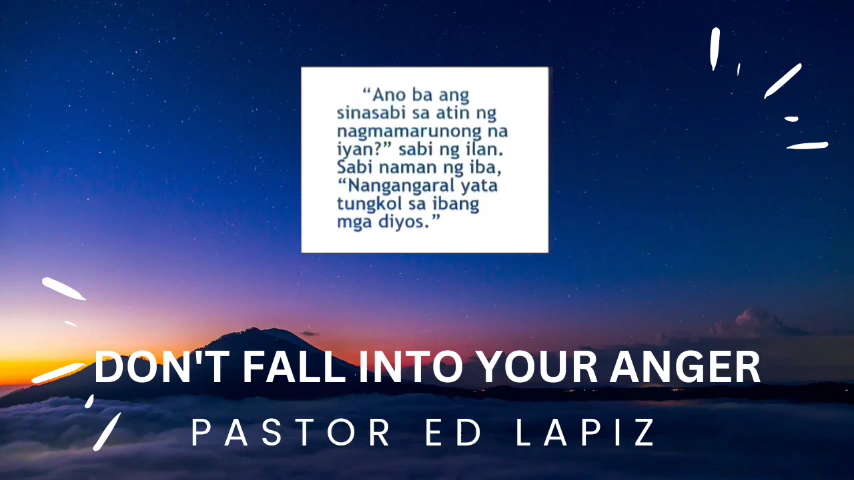 “Ano ba ang
sinasabi sa atin ng
nagmamarunong na
iyan?” sabi ng ilan.
Sabi naman ng iba,
“Nangangaral yata
tungkol sa ibang
mga diyos.”
DON'T FALL INTO YOUR ANGER
PASTOR ED LAPIZ